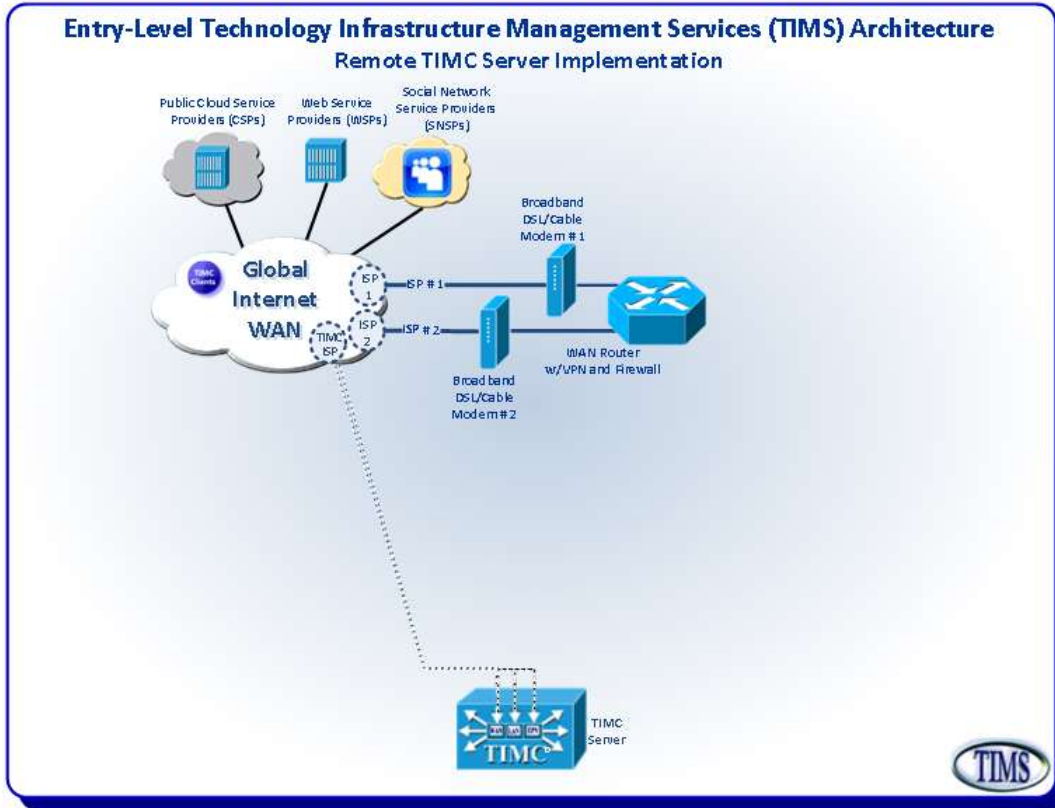 Entry-Level Technology Infrastructure Management Services (TIMS) Architecture
Remote TIMC Server Implementation
Public Cloud Service
Providers (CSPs)
Web Service
Providers (WSPs)
Social Network
Service Providers
(SNSPs)
Broadband
DSL/Cable
Modem # 1
TIMC
Clients
Global
Internet
WAN
ISP
1
ISP # 1
ISP
2
ISP # 2
TIMC
ISP
WAN Router
w/VPN and Firewall
Broadband
DSL/Cable
Modem # 2
WAN LAN VPN
TIMC
TIMC
Server
TIMS